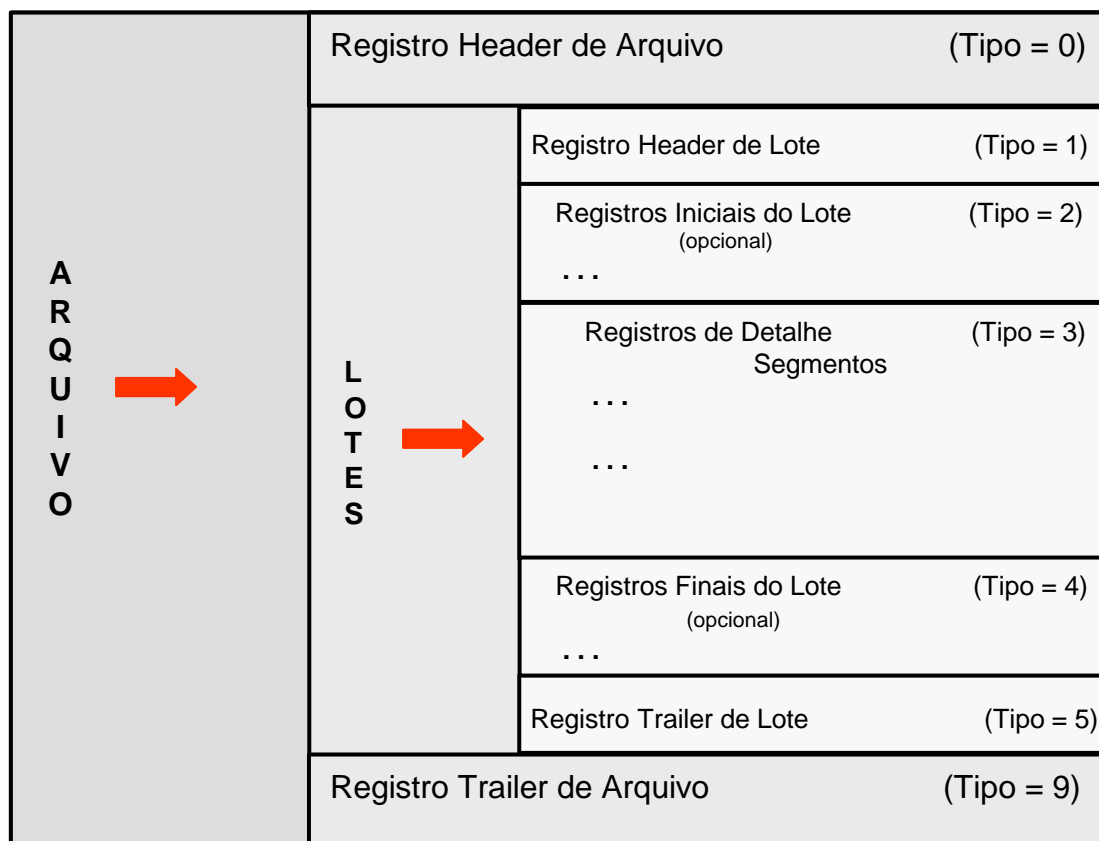 Registro Header de Arquivo (Tipo = 0)
ARQUIVO
LOTES
Registro Header de Lote (Tipo = 1)
Registros Iniciais do Lote (Tipo = 2)
(opcional)
...
Registros de Detalhe (Tipo = 3)
Segmentos
...
...
Registros Finais do Lote (Tipo = 4)
(opcional)
...
Registro Trailer de Lote (Tipo = 5)
Registro Trailer de Arquivo (Tipo = 9)